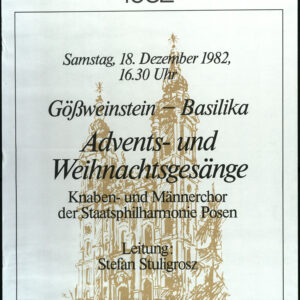 1982
Samstag, 18. Dezember 1982,
16.30 Uhr
Gößweinstein – Basilika
Advents- und
Weihnachtsgesänge
Knaben- und Männerchor
der Staatsphilharmonie Posen
Leitung:
Stefan Stuligrosz